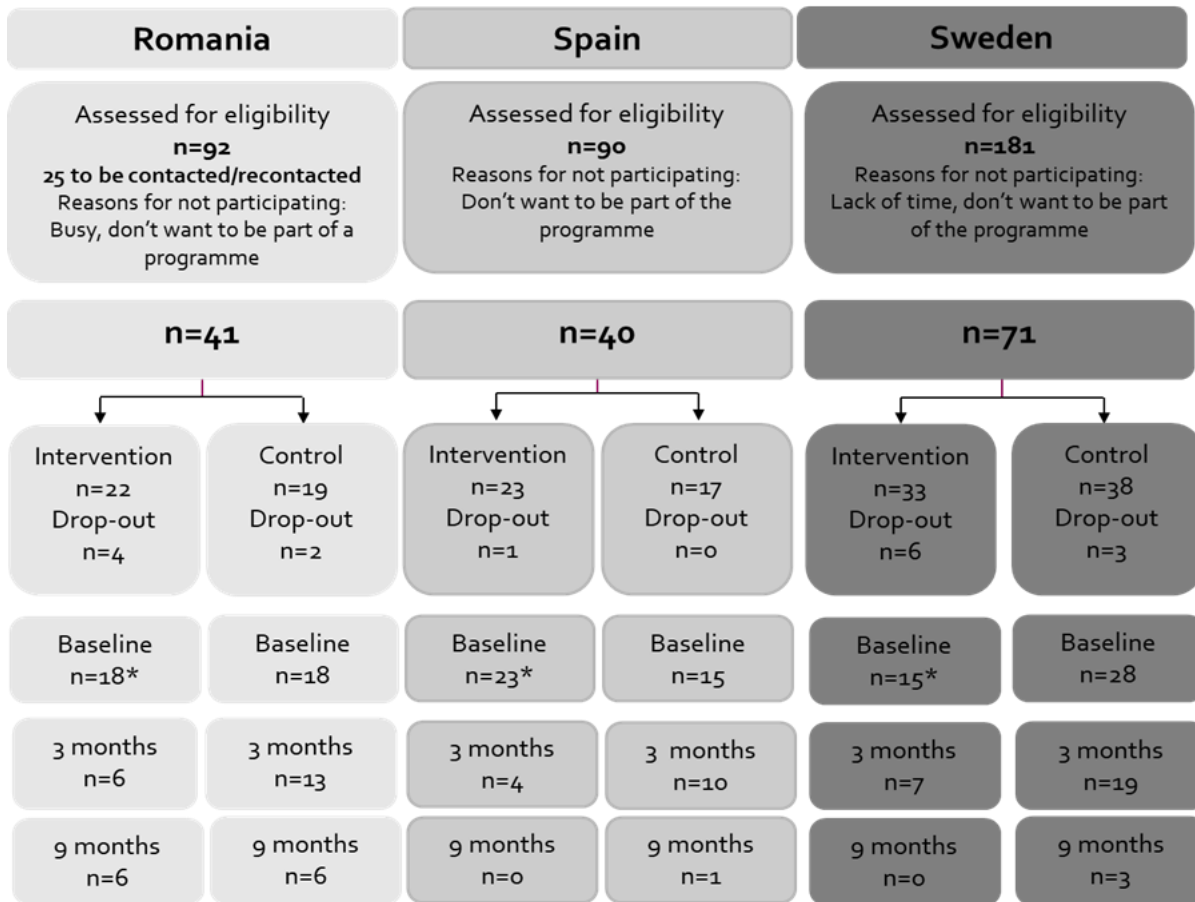 Romania
Spain
Sweden
Assessed for eligibility
n=92
25 to be contacted/recontacted
Reasons for not participating:
Busy, don't want to be part of a
programme
Assessed for eligibility
n=90
Reasons for not participating:
Don't want to be part of the
programme
Assessed for eligibility
n=181
Reasons for not participating:
Lack of time, don't want to be part
of the programme
n=41
n=40
n=71
Intervention
n=22
Drop-out
n=4
Control
n=19
Drop-out
n=2
Intervention
n=23
Drop-out
n=1
Control
n=17
Drop-out
n=0
Intervention
n=33
Drop-out
n=6
Control
n=38
Drop-out
n=3
Baseline
n=18*
Baseline
n=18
Baseline
n=23*
Baseline
n=15
Baseline
n=15*
Baseline
n=28
3 months
n=6
3 months
n=13
3 months
n=4
3 months
n=10
3 months
n=7
3 months
n=19
9 months
n=6
9 months
n=6
9 months
n=0
9 months
n=1
9 months
n=0
9 months
n=3